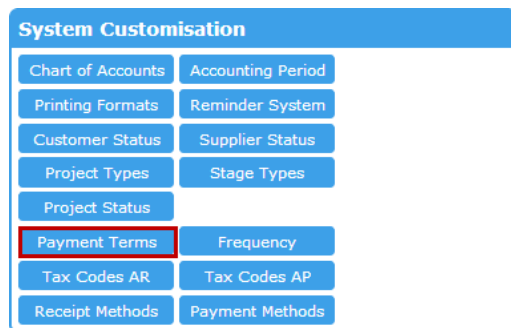 System Customisation
Chart of Accounts Accounting Period
Printing Formats Reminder System
Customer Status Supplier Status
Project Types Stage Types
Project Status
Payment Terms Frequency
Tax Codes AR Tax Codes AP
Receipt Methods Payment Methods